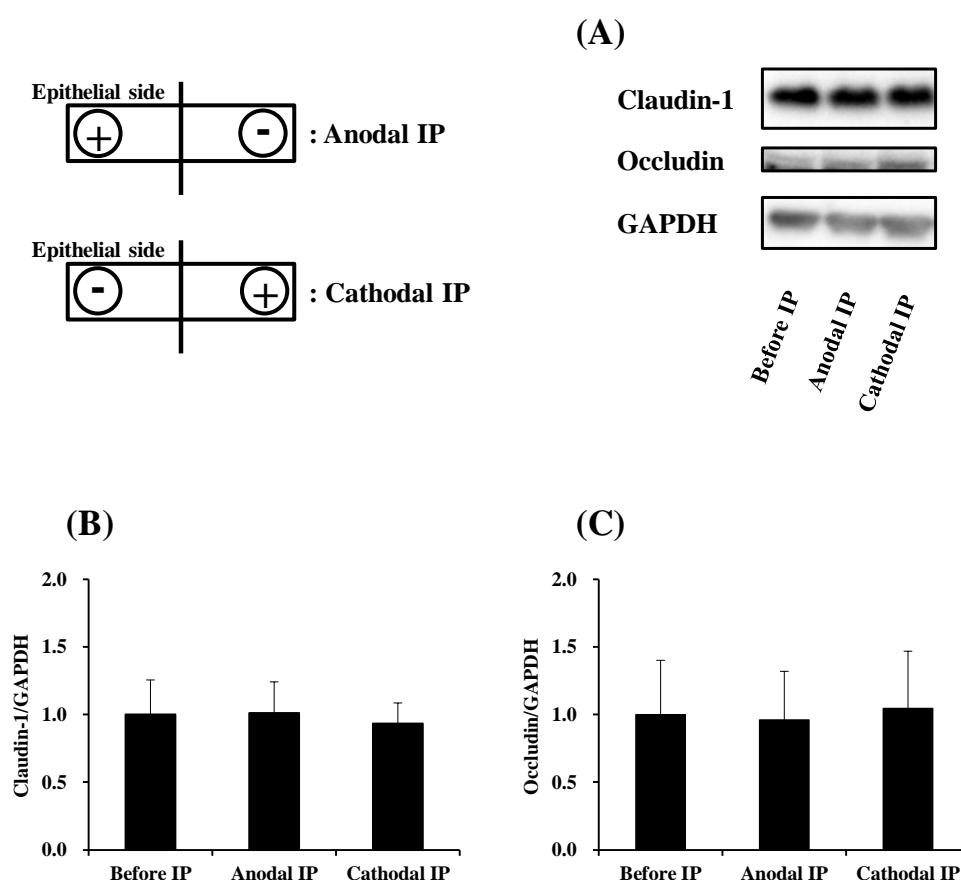 Epithelial side
+
-
: Anodal IP
Epithelial side
-
+
: Cathodal IP
(A)
Claudin-1
Occludin
GAPDH
Before IP
Anodal IP
Cathodal IP
(B)
2.0
1.5
1.0
0.5
0.0
Claudin-1/GAPDH
Before IP Anodal IP Cathodal IP
(C)
2.0
1.5
1.0
0.5
0.0
Occludin/GAPDH
Before IP Anodal IP Cathodal IP